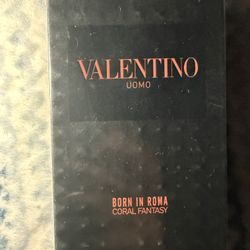 VALENTINO
UOMO
BORN IN ROMA
CORAL FANTASY